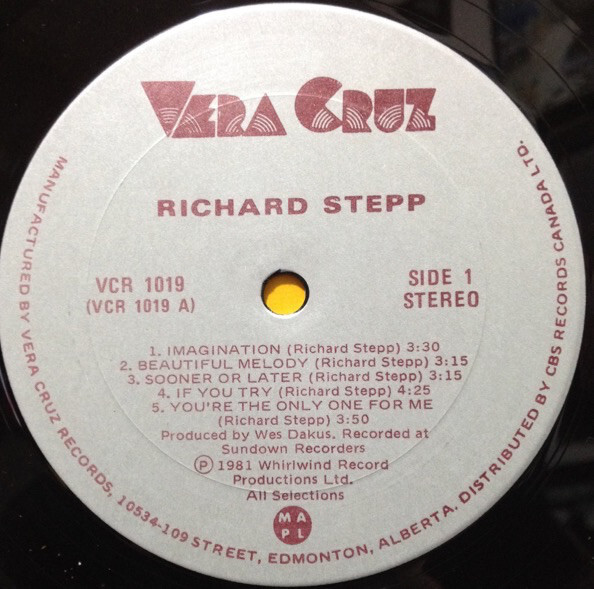 VERA CRUZ
RICHARD STEPP
VCR 1019
(VCR 1019 A)
SIDE 1
STEREO
1. IMAGINATION (Richard Stepp) 3:30
2. BEAUTIFUL MELODY (Richard Stepp) 3:15
3. SOONER OR LATER (Richard Stepp) 3:15
4. IF YOU TRY (Richard Stepp) 4:25
5. YOU'RE THE ONLY ONE FOR ME
(Richard Stepp) 3:50
Produced by Wes Dakus. Recorded at
Sundown Recorders
Ⓟ 1981 Whirlwind Record
Productions Ltd.
All Selections
M A
P L
MANUFACTURED BY VERA CRUZ RECORDS, 10534-109 STREET, EDMONTON, ALBERTA. DISTRIBUTED BY CBS RECORDS CANADA LTD.